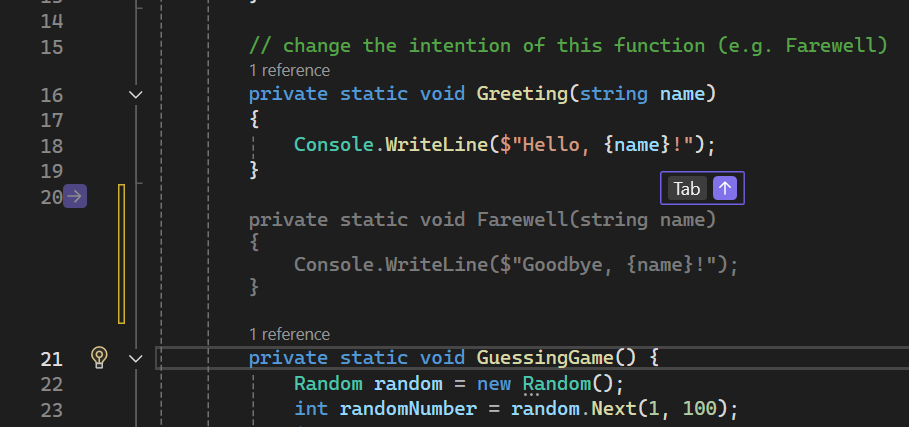 14
15 // change the intention of this function (e.g. Farewell)
1 reference
16 private static void Greeting(string name)
17 {
18 Console.WriteLine($"Hello, {name}!");
19 }
20 Tab
private static void Farewell(string name)
{
Console.WriteLine($"Goodbye, {name}!");
}
1 reference
21 private static void GuessingGame() {
22 Random random = new Random();
23 int randomNumber = random.Next(1, 100);